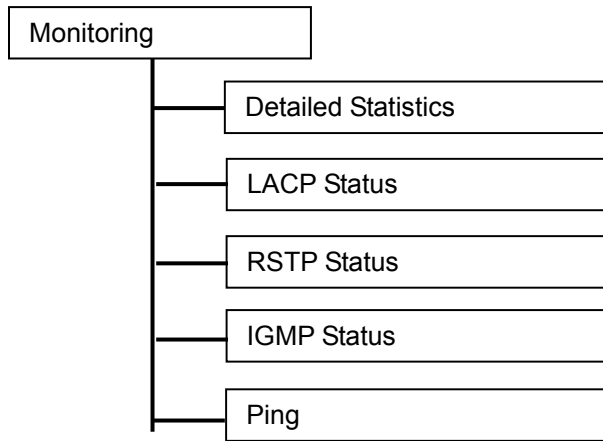 Monitoring
Detailed Statistics
LACP Status
RSTP Status
IGMP Status
Ping